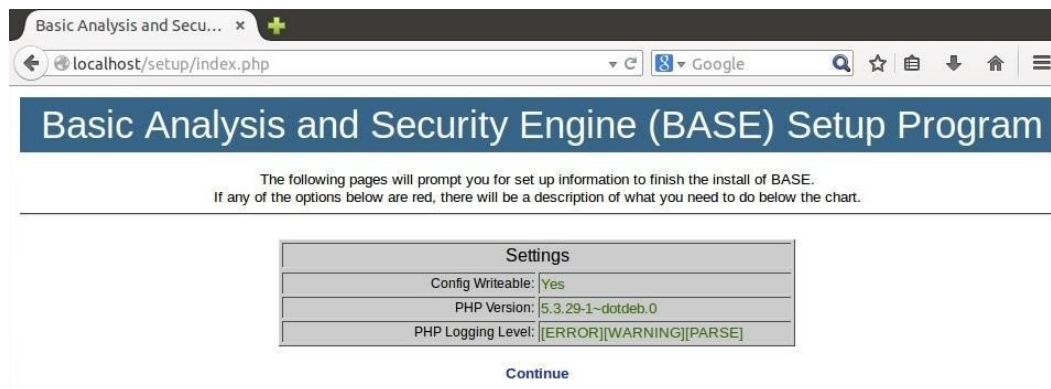 Basic Analysis and Secu... ×
localhost/setup/index.php
8 Google
Basic Analysis and Security Engine (BASE) Setup Program
The following pages will prompt you for set up information to finish the install of BASE.
If any of the options below are red, there will be a description of what you need to do below the chart.
Settings
Config Writeable: Yes
PHP Version: 5.3.29-1~dotdeb.0
PHP Logging Level: [ERROR][WARNING][PARSE]
Continue